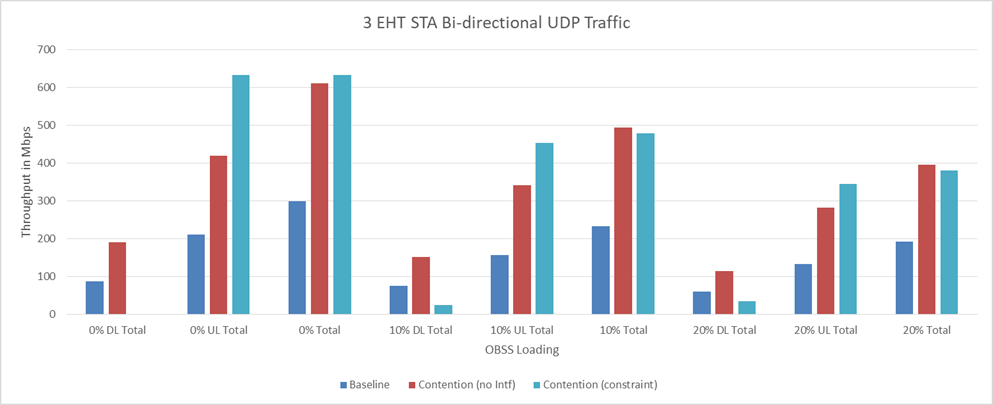 3 EHT STA Bi-directional UDP Traffic
700
600
500
400
300
200
100
0
Throughput in Mbps
0% DL Total 0% UL Total 0% Total 10% DL Total 10% UL Total 10% Total 20% DL Total 20% UL Total 20% Total
OBSS Loading
Baseline Contention (no Intf) Contention (constraint)